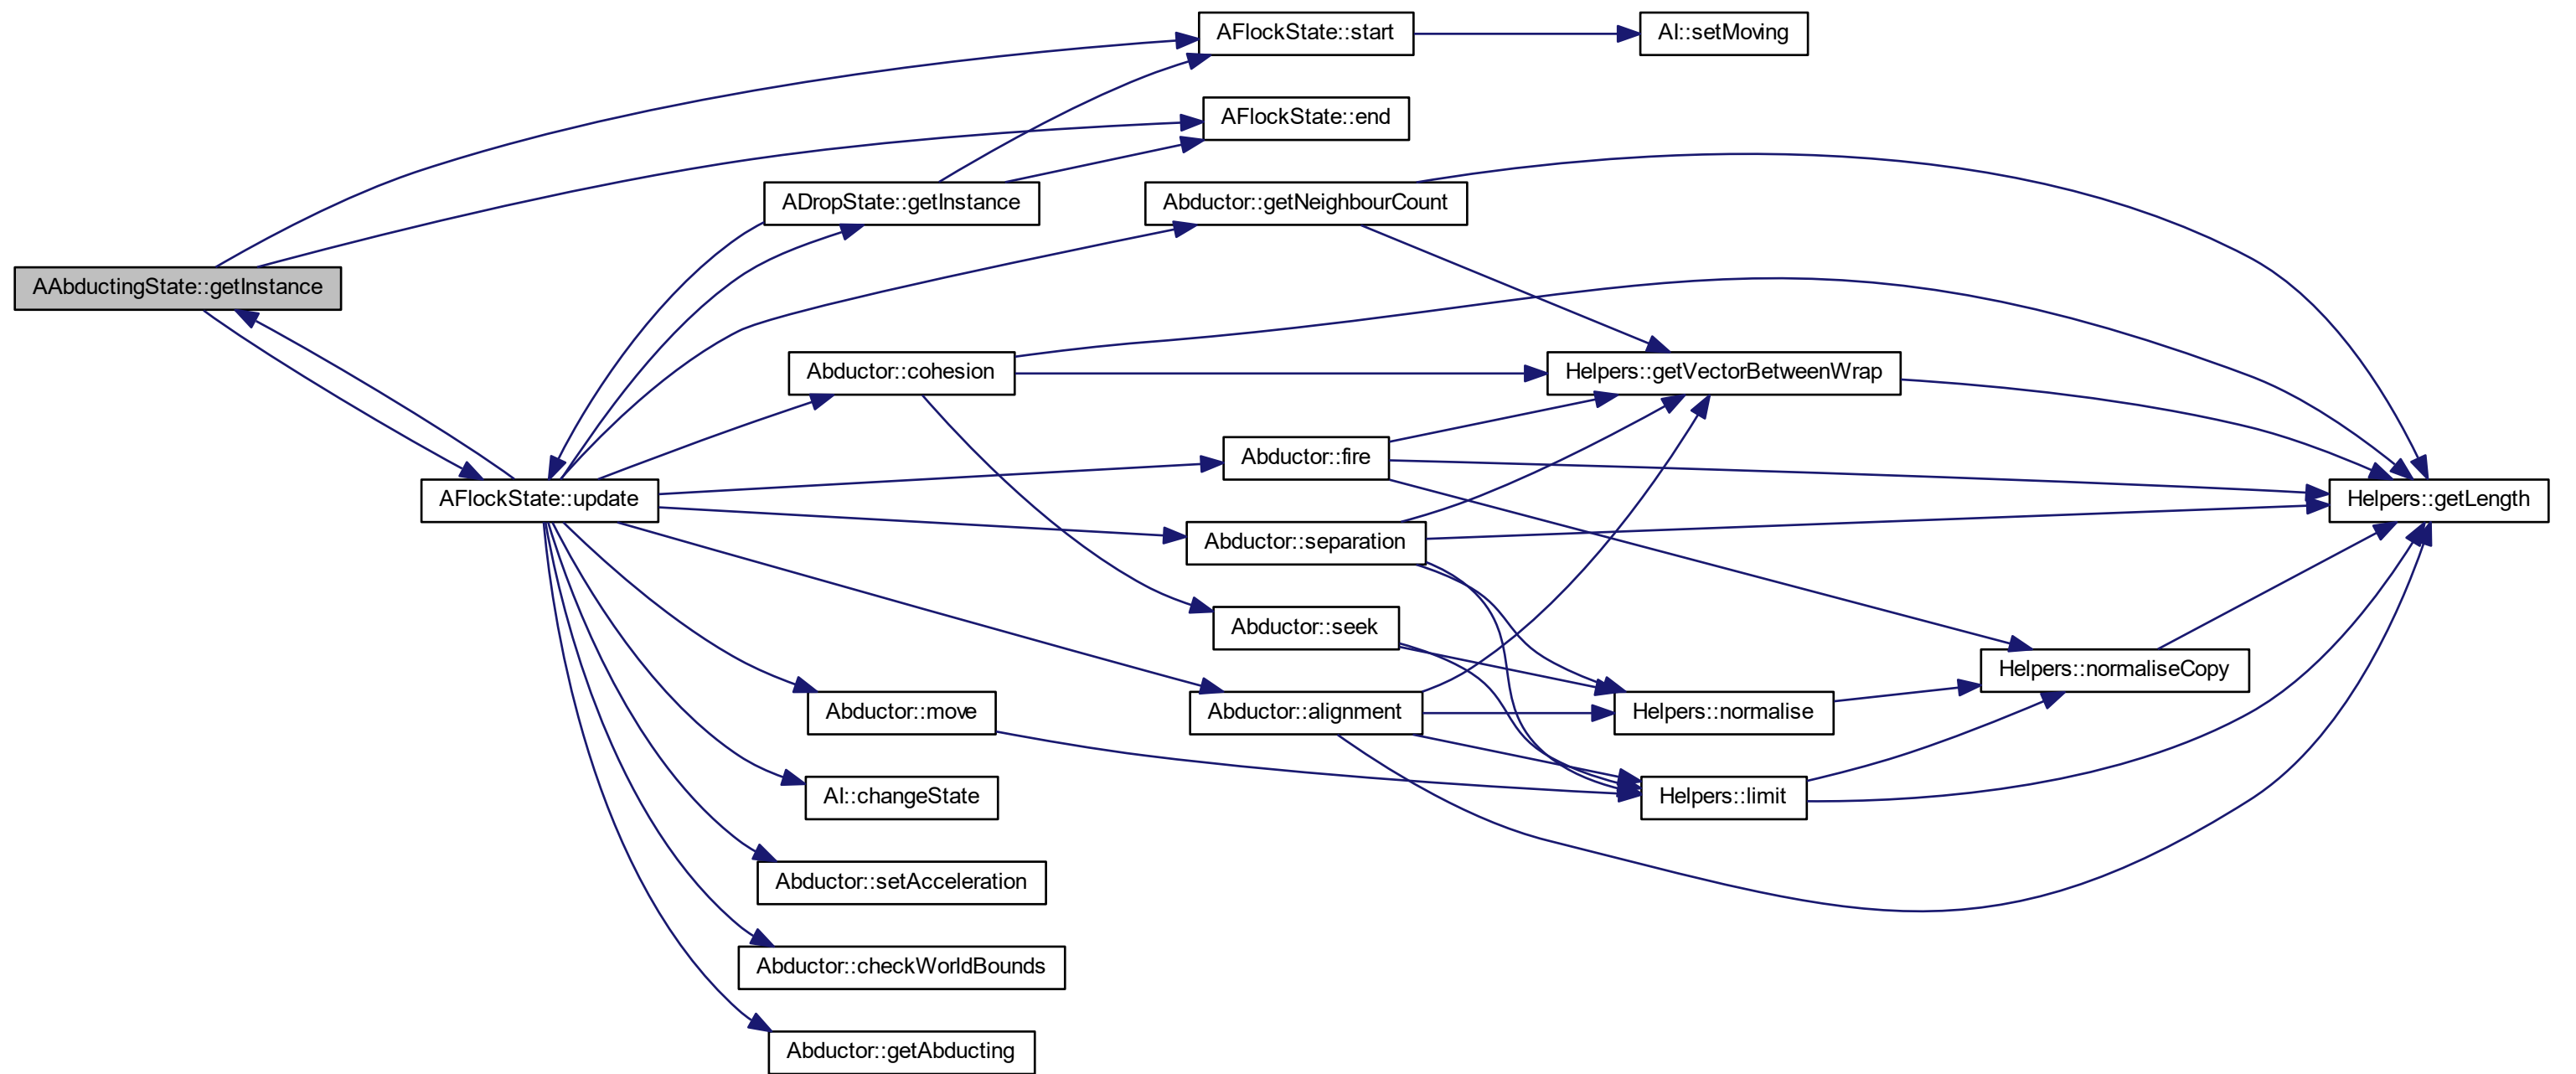 AFlockState::start
AI::setMoving
AFlockState::end
ADropState::getInstance
Abductor::getNeighbourCount
AAbductingState::getInstance
Abductor::cohesion
Helpers::getVectorBetweenWrap
Abductor::fire
AFlockState::update
Helpers::getLength
Abductor::separation
Abductor::seek
Helpers::normaliseCopy
Abductor::move
Abductor::alignment
Helpers::normalise
AI::changeState
Helpers::limit
Abductor::setAcceleration
Abductor::checkWorldBounds
Abductor::getAbducting